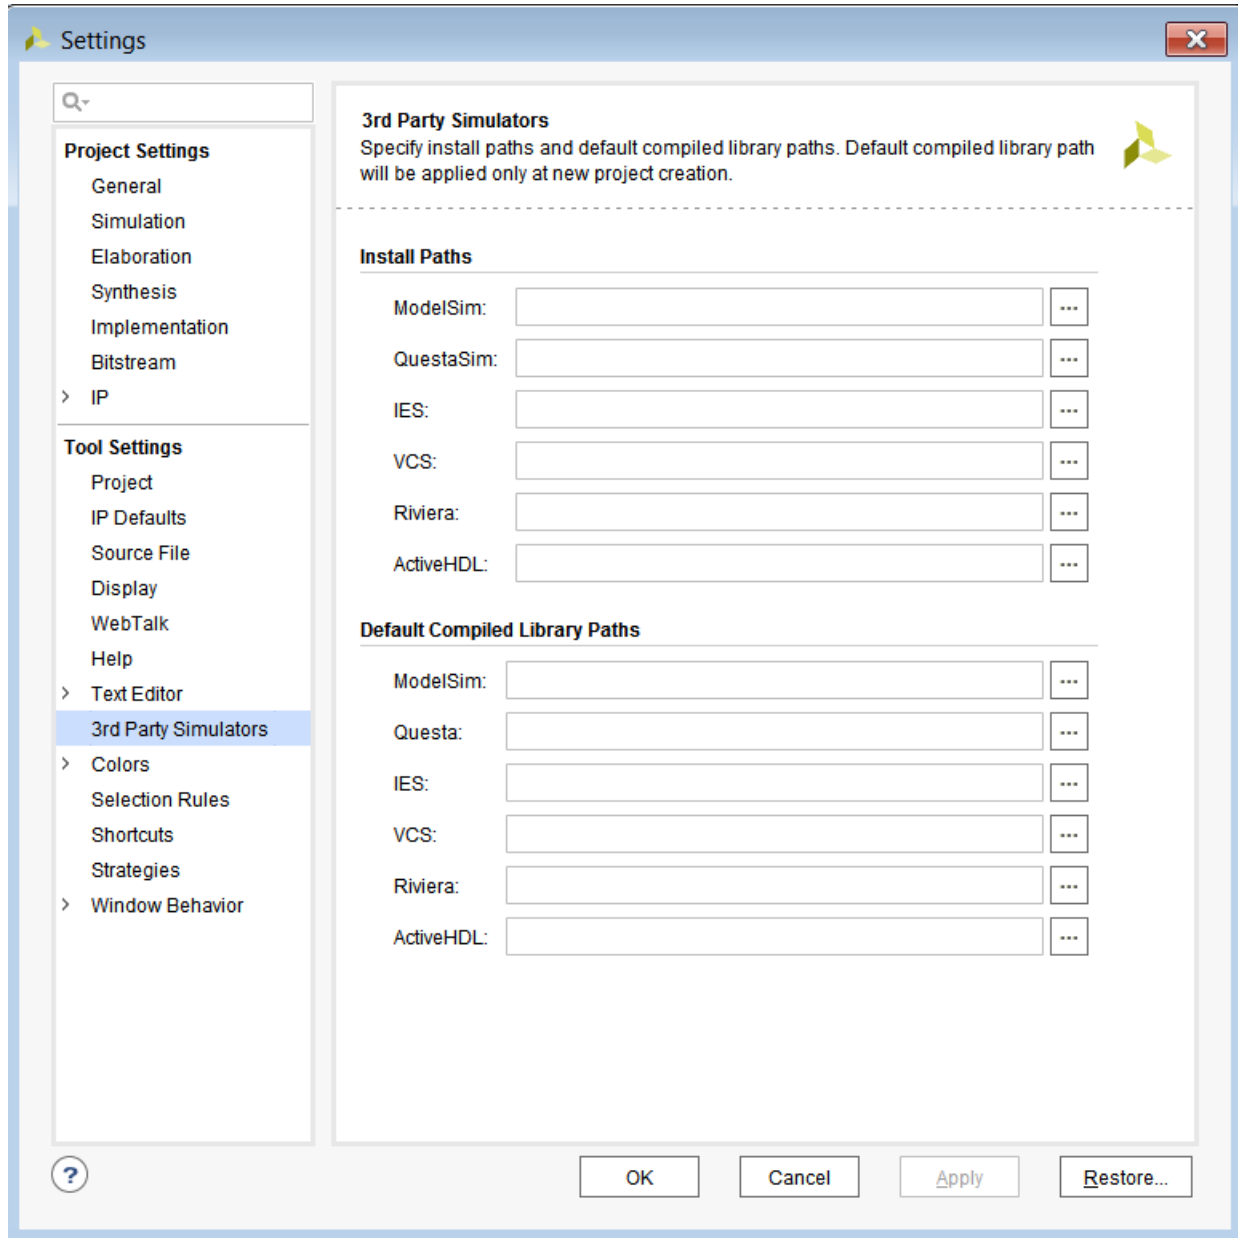 Settings
3rd Party Simulators
Specify install paths and default compiled library paths. Default compiled library path
will be applied only at new project creation.
Project Settings
General
Simulation
Elaboration
Synthesis
Implementation
Bitstream
IP
Tool Settings
Project
IP Defaults
Source File
Display
WebTalk
Help
Text Editor
3rd Party Simulators
Colors
Selection Rules
Shortcuts
Strategies
Window Behavior
Install Paths
ModelSim:
QuestaSim:
IES:
VCS:
Riviera:
ActiveHDL:
Default Compiled Library Paths
ModelSim:
Questa:
IES:
VCS:
Riviera:
ActiveHDL:
OK
Cancel
Apply
Restore...